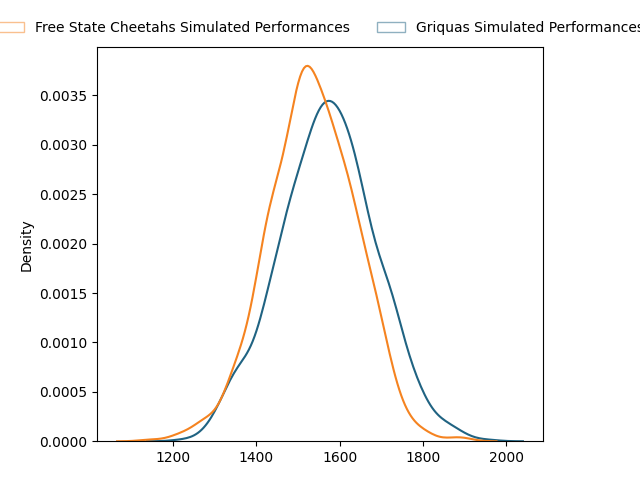 Free State Cheetahs Simulated Performances
Griquas Simulated Performances
Density
0.0035
0.0030
0.0025
0.0020
0.0015
0.0010
0.0005
0.0000
1200 1400 1600 1800 2000